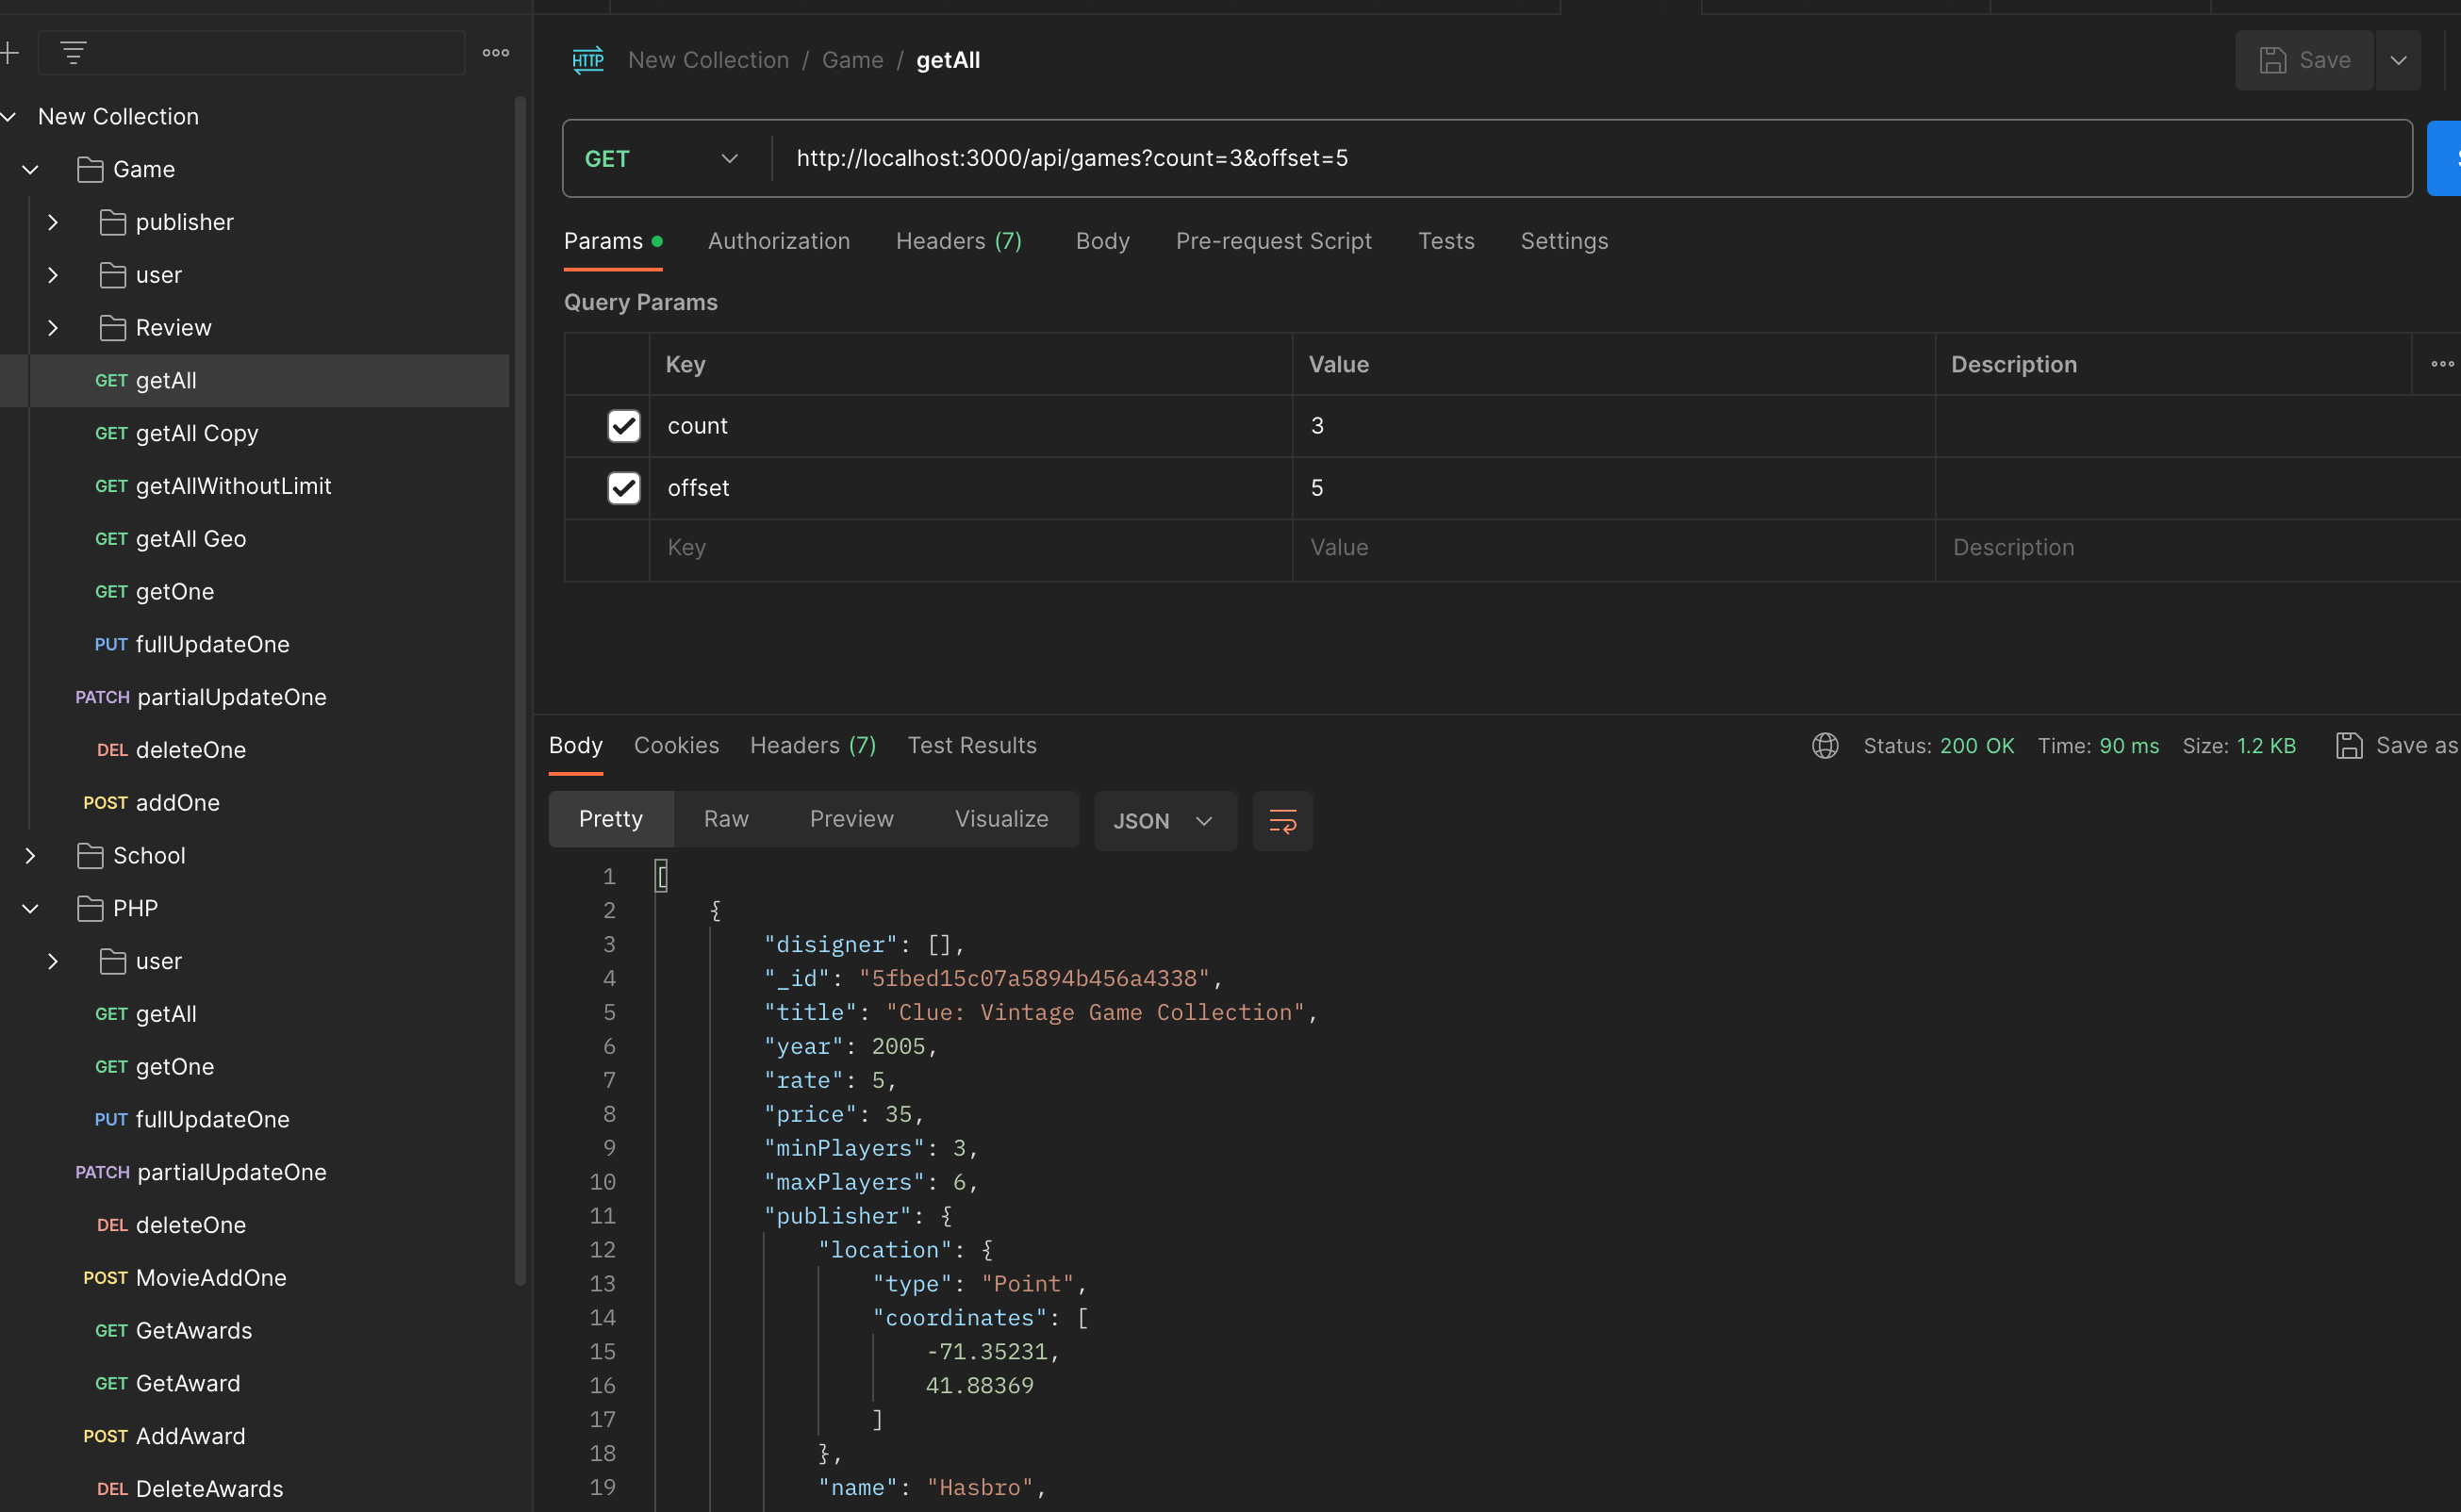 New Collection
Game
publisher
user
Review
GET getAll
GET getAll Copy
GET getAllWithoutLimit
GET getAll Geo
GET getOne
PUT fullUpdateOne
PATCH partialUpdateOne
DEL deleteOne
POST addOne
School
PHP
user
GET getAll
GET getOne
PUT fullUpdateOne
PATCH partialUpdateOne
DEL deleteOne
POST MovieAddOne
GET GetAwards
GET GetAward
POST AddAward
DEL DeleteAwards
HTTP New Collection / Game / getAll
Save
GET http://localhost:3000/api/games?count=3&offset=5
Params Authorization Headers (7) Body Pre-request Script Tests Settings
Query Params
Key Value Description
count 3
offset 5
Key Value Description
Body Cookies Headers (7) Test Results Status: 200 OK Time: 90 ms Size: 1.2 KB Save as
Pretty Raw Preview Visualize JSON
1 [
2 {
3 "disigner": [],
4 "_id": "5fbed15c07a5894b456a4338",
5 "title": "Clue: Vintage Game Collection",
6 "year": 2005,
7 "rate": 5,
8 "price": 35,
9 "minPlayers": 3,
10 "maxPlayers": 6,
11 "publisher": {
12 "location": {
13 "type": "Point",
14 "coordinates": [
15 -71.35231,
16 41.88369
17 ]
18 },
19 "name": "Hasbro",